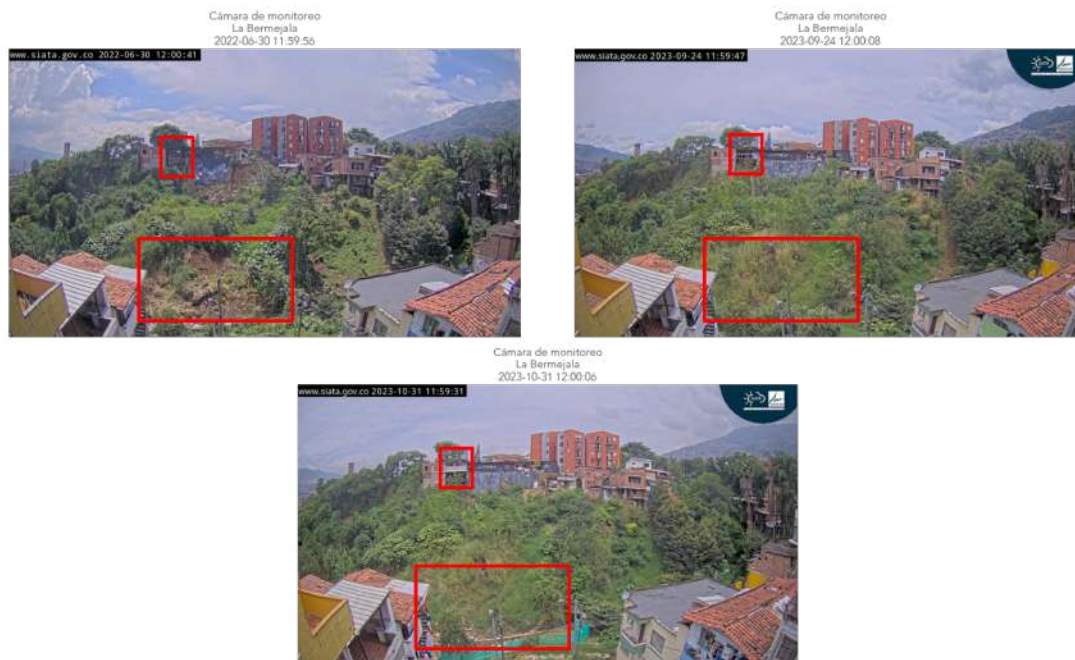 Cámara de monitoreo
La Bermejala
2022-06-30 11:59:56
www.siata.gov.co 2022-06-30 12:00:41
Cámara de monitoreo
La Bermejala
2023-09-24 12:00:08
www.siata.gov.co 2023-09-24 11:59:47
Cámara de monitoreo
La Bermejala
2023-10-31 12:00:06
www.siata.gov.co 2023-10-31 11:59:31